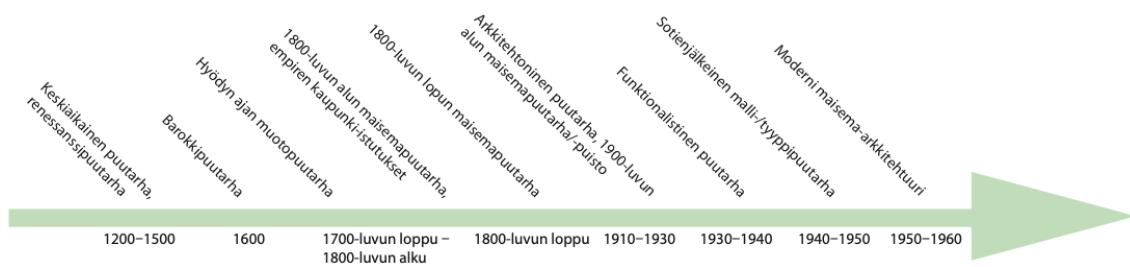 Keskiaikainen puutarha,
renessanssipuutarha
Barokkipuutarha
Hyödyn ajan muotopuutarha
1800-luvun alun maisemapuutarha,
empiren kaupunki-istutukset
1800-luvun lopun maisemapuutarha
Arkkitehtoninen puutarha, 1900-luvun
alun maisemapuutarha/-puisto
Funktionalistinen puutarha
Sotienjälkeinen malli-/tyyppipuutarha
Moderni maisema-arkkitehtuuri
1200–1500
1600
1700-luvun loppu –
1800-luvun alku
1800-luvun loppu
1910–1930
1930–1940
1940–1950
1950–1960